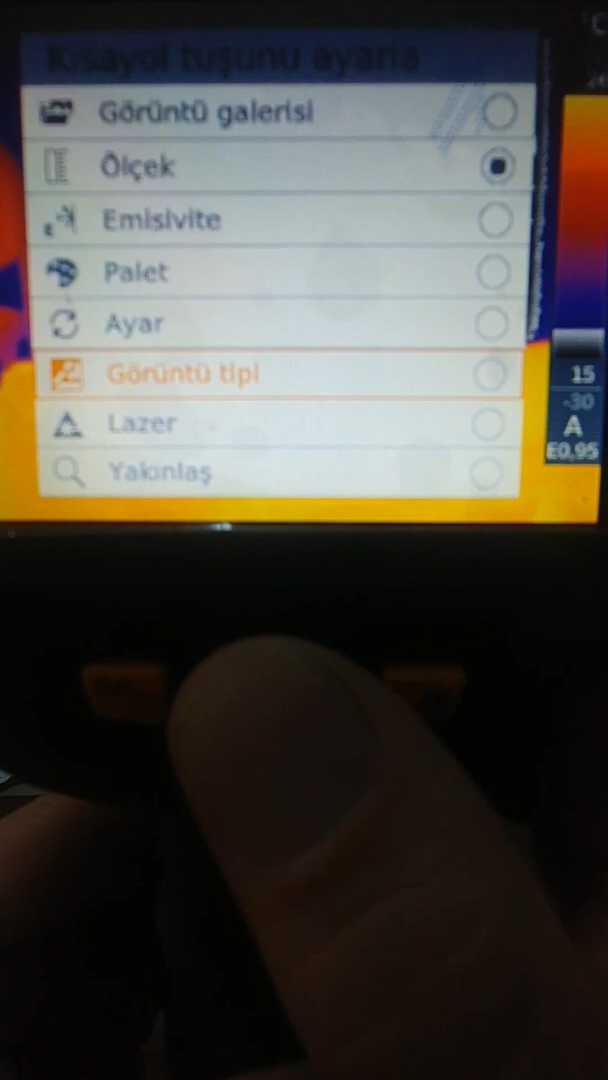 Kısayol tuşunu ayarla
Görüntü galerisi
Ölçek
Emisivite
Palet
Ayar
Görüntü tipi
Lazer
Yakınlaş
15
-30
A
E0,95